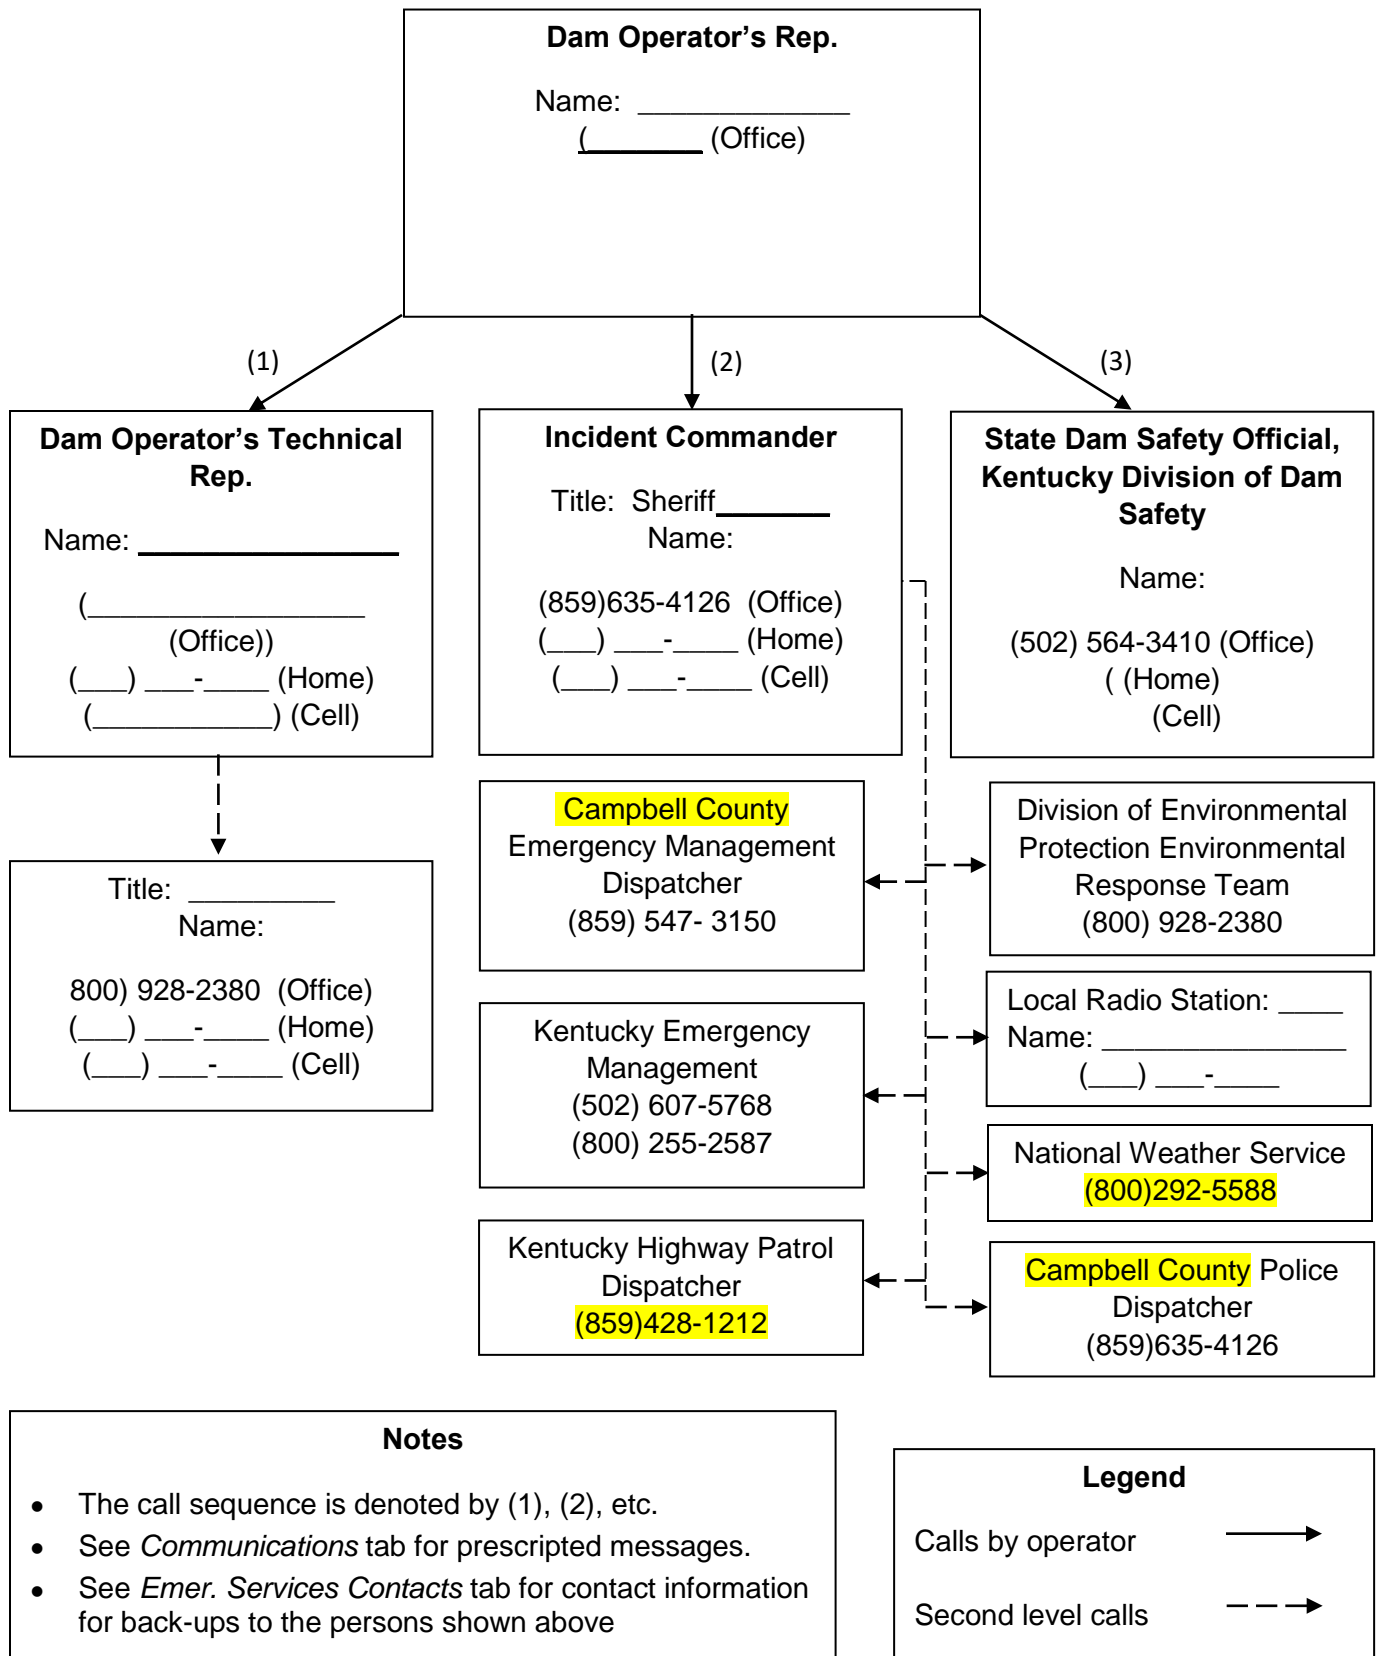 Dam Operator’s Rep.
Name: _____________
(_______ (Office)
(1)
(2)
(3)
Dam Operator’s Technical
Rep.
Name: ________________
(_________________
(Office))
(___) ___-____ (Home)
(___________) (Cell)
Incident Commander
Title: Sheriff_______
Name:
(859)635-4126 (Office)
(___) ___-____ (Home)
(___) ___-____ (Cell)
State Dam Safety Official,
Kentucky Division of Dam
Safety
Name:
(502) 564-3410 (Office)
( (Home)
(Cell)
Title: _________
Name:
800) 928-2380 (Office)
(___) ___-____ (Home)
(___) ___-____ (Cell)
Campbell County
Emergency Management
Dispatcher
(859) 547- 3150
Division of Environmental
Protection Environmental
Response Team
(800) 928-2380
Kentucky Emergency
Management
(502) 607-5768
(800) 255-2587
Local Radio Station: ____
Name: _______________
(___) ___-____
National Weather Service
(800)292-5588
Kentucky Highway Patrol
Dispatcher
(859)428-1212
Campbell County Police
Dispatcher
(859)635-4126
Notes
• The call sequence is denoted by (1), (2), etc.
• See Communications tab for prescripted messages.
• See Emer. Services Contacts tab for contact information
for back-ups to the persons shown above
Legend
Calls by operator
Second level calls